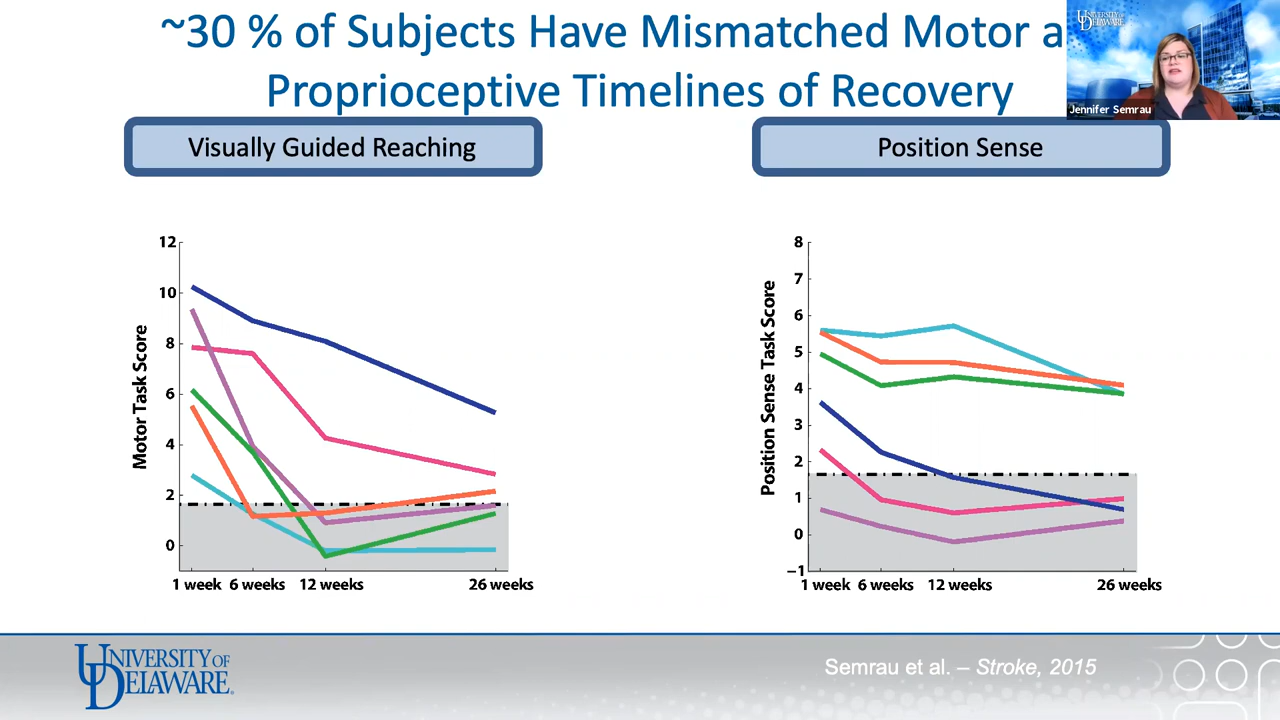 ~30 % of Subjects Have Mismatched Motor a
Proprioceptive Timelines of Recovery
UNIVERSITY OF
DELAWARE
Jennifer Semrau
Visually Guided Reaching
Position Sense
Motor Task Score
12
10
8
6
4
2
0
1 week 6 weeks 12 weeks 26 weeks
Position Sense Task Score
8
7
6
5
4
3
2
1
0
−1
1 week 6 weeks 12 weeks 26 weeks
UNIVERSITY OF
DELAWARE.
Semrau et al. – Stroke, 2015